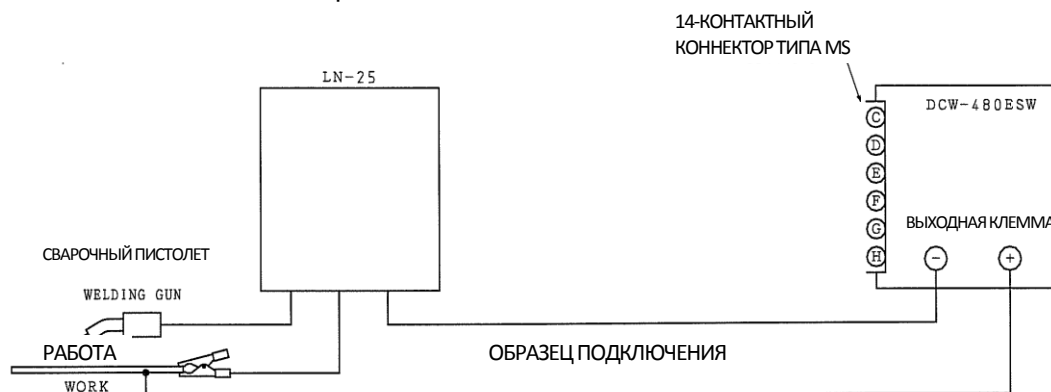 14-КОНТАКТНЫЙ
КОННЕКТОР ТИПА MS
LN-25
DCW-480ESW
C
D
E
F
G
H
ВЫХОДНАЯ КЛЕММА
- +
СВАРОЧНЫЙ ПИСТОЛЕТ
WELDING GUN
РАБОТА
ОБРАЗЕЦ ПОДКЛЮЧЕНИЯ
WORK